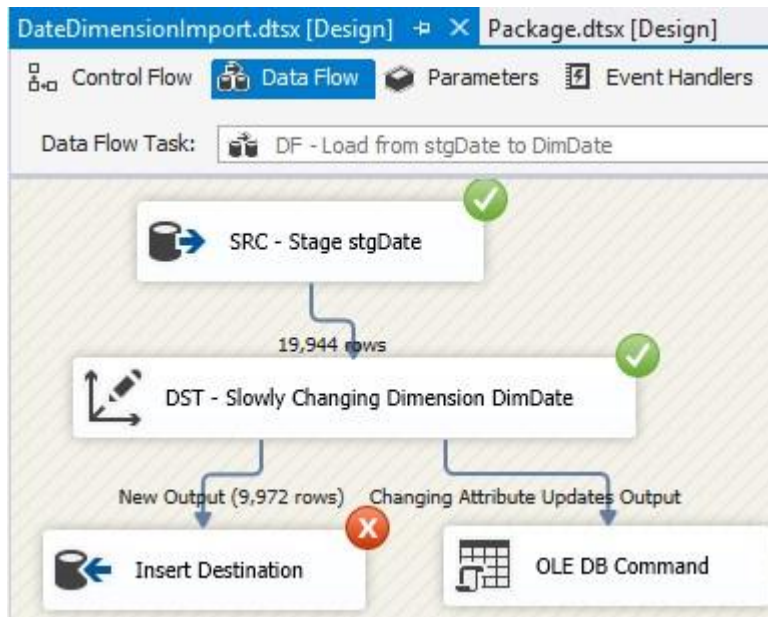 DateDimensionImport.dtsx [Design] Package.dtsx [Design]
Control Flow Data Flow Parameters Event Handlers
Data Flow Task: DF - Load from stgDate to DimDate
SRC - Stage stgDate
19,944 rows
DST - Slowly Changing Dimension DimDate
New Output (9,972 rows) Changing Attribute Updates Output
Insert Destination OLE DB Command